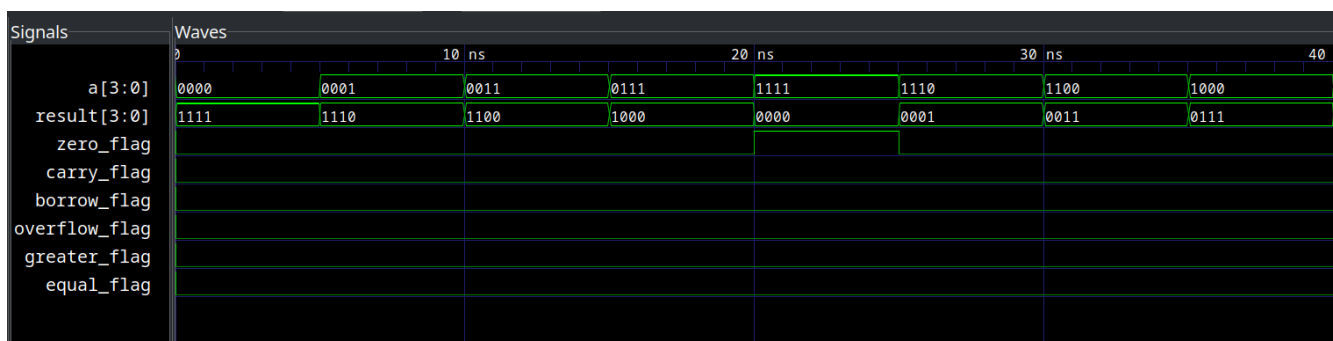 Signals Waves
0 10 ns 20 ns 30 ns 40
a[3:0] 0000 0001 0011 0111 1111 1110 1100 1000
result[3:0] 1111 1110 1100 1000 0000 0001 0011 0111
zero_flag
carry_flag
borrow_flag
overflow_flag
greater_flag
equal_flag